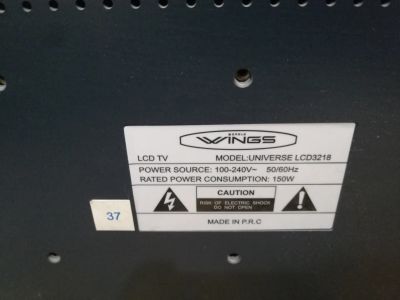 WINGS
LCD TV MODEL:UNIVERSE LCD3218
POWER SOURCE: 100-240V~ 50/60Hz
RATED POWER CONSUMPTION: 150W
CAUTION
RISK OF ELECTRIC SHOCK
DO NOT OPEN
MADE IN P.R.C
37